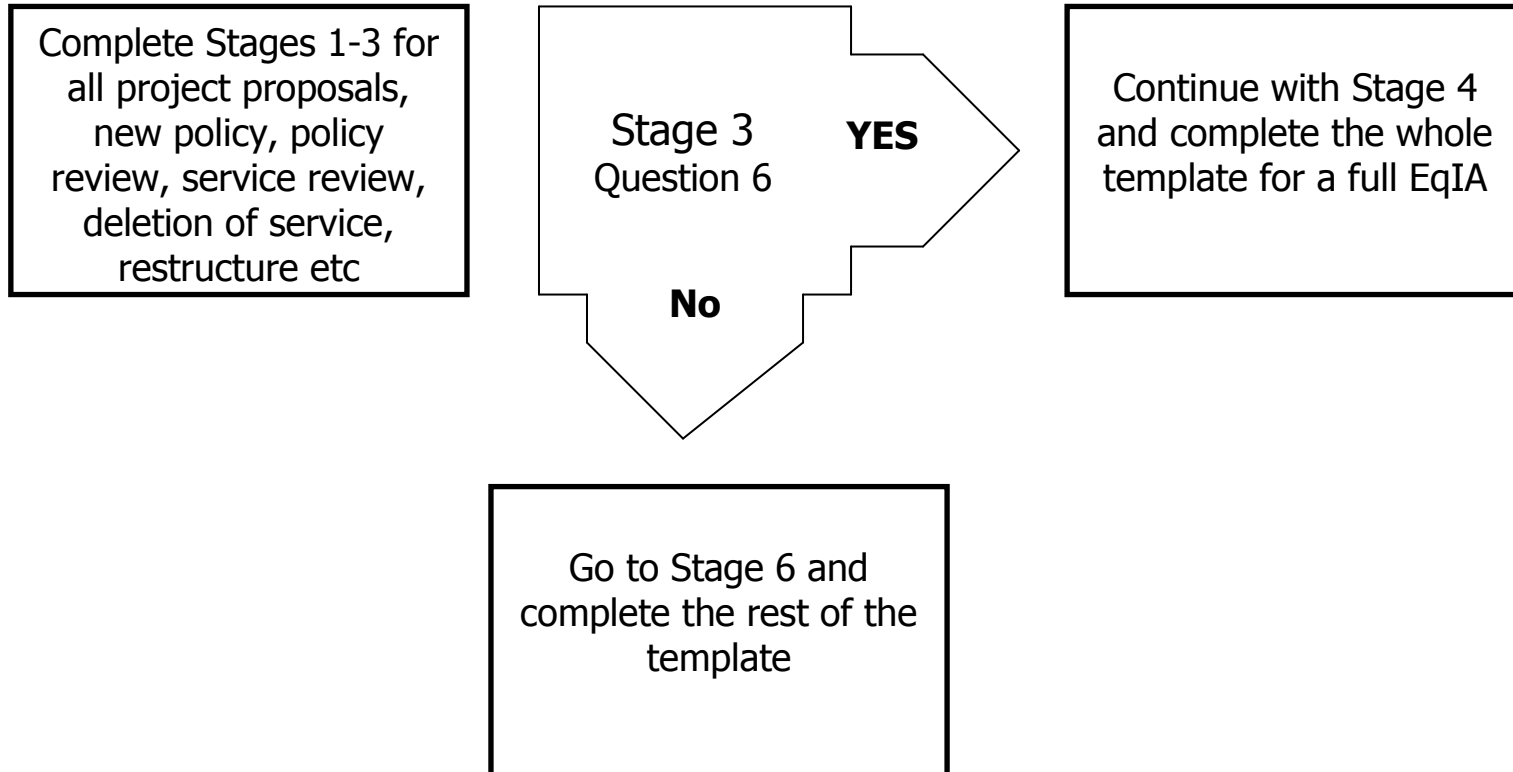 Complete Stages 1-3 for
all project proposals,
new policy, policy
review, service review,
deletion of service,
restructure etc
Stage 3
Question 6
YES
No
Continue with Stage 4
and complete the whole
template for a full EqIA
Go to Stage 6 and
complete the rest of the
template